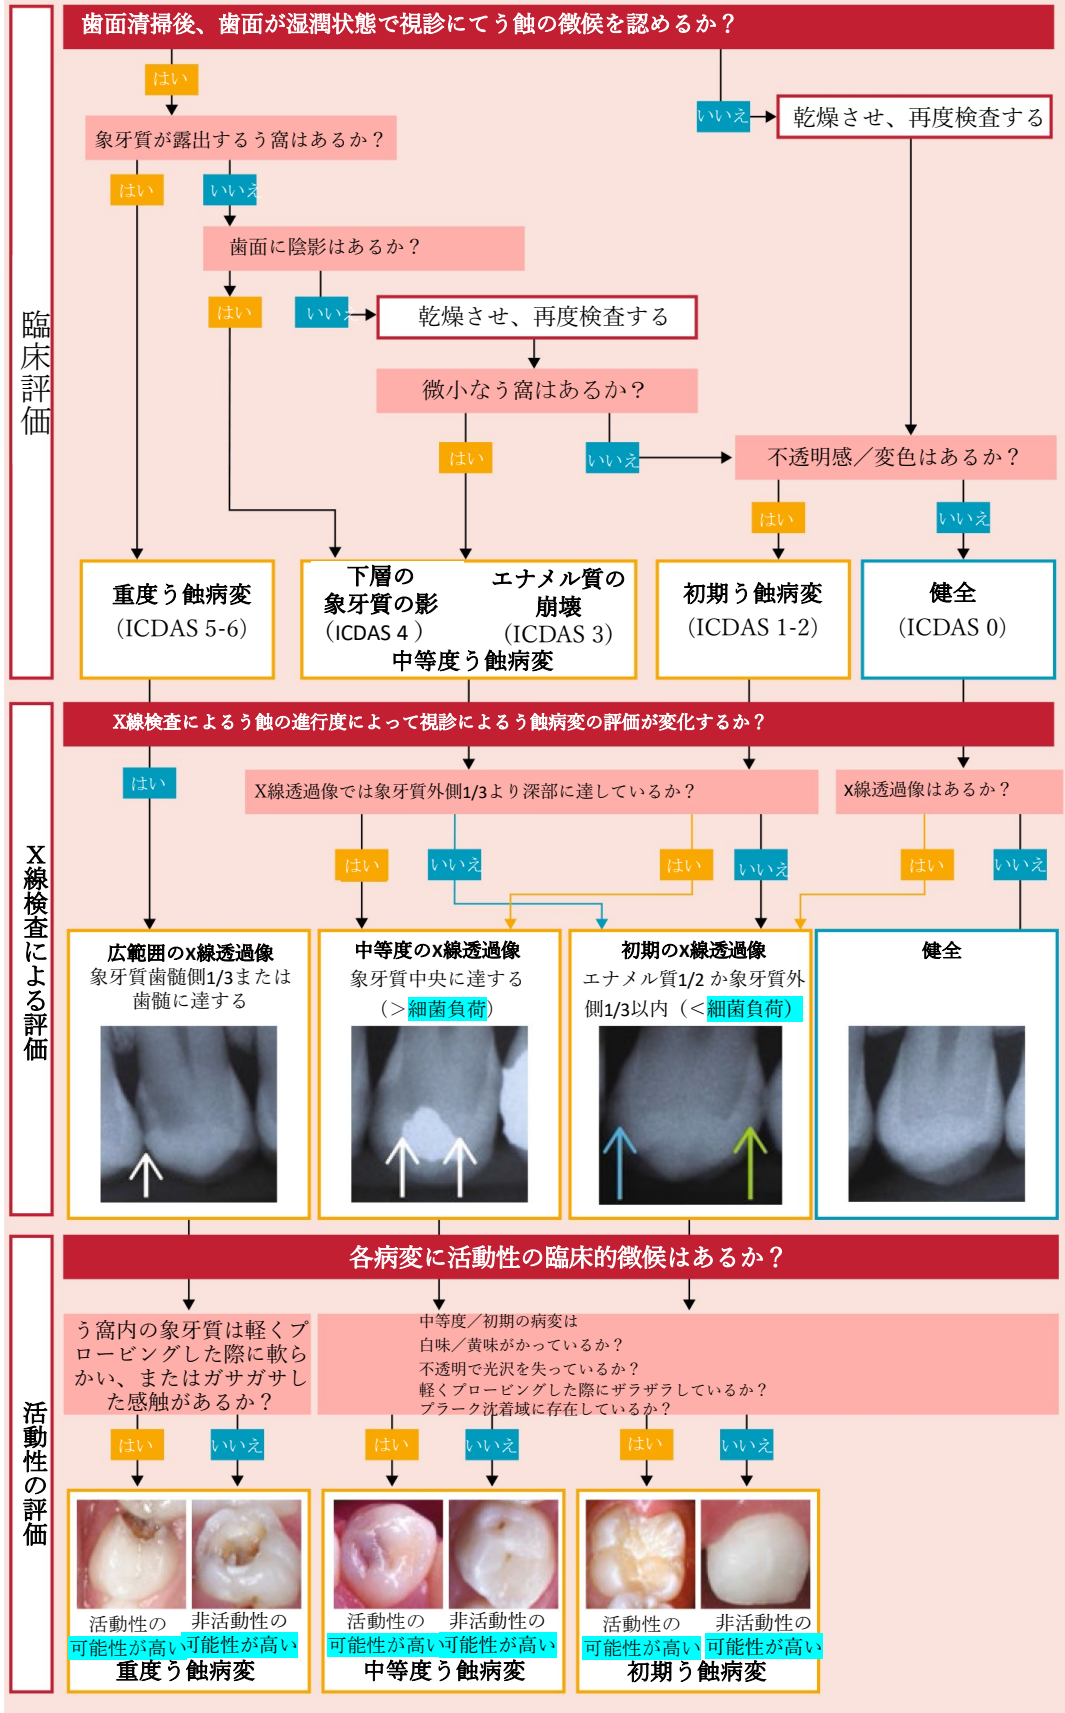 歯面清掃後、歯面が湿潤状態で視診にてう蝕の徴候を認めるか？
はい
いいえ
乾燥させ、再度検査する
象牙質が露出するう窩はあるか？
はい
いいえ
歯面に陰影はあるか？
はい
いいえ
乾燥させ、再度検査する
微小なう窩はあるか？
はい
いいえ
不透明感／変色はあるか？
はい
いいえ
臨床評価
重度う蝕病変
（ICDAS 5-6）
下層の
象牙質の影
（ICDAS 4 ）
エナメル質の
崩壊
（ICDAS 3）
中等度う蝕病変
初期う蝕病変
（ICDAS 1-2）
健全
（ICDAS 0）
X線検査によるう蝕の進行度によって視診によるう蝕病変の評価が変化するか？
はい
X線透過像では象牙質外側1/3より深部に達しているか？
X線透過像はあるか？
はい
いいえ
はい
いいえ
はい
いいえ
X線検査による評価
広範囲のX線透過像
象牙質歯髄側1/3または
歯髄に達する
中等度のX線透過像
象牙質中央に達する
（＞細菌負荷）
初期のX線透過像
エナメル質1/2 か象牙質外
側1/3以内（＜細菌負荷）
健全
各病変に活動性の臨床的徴候はあるか？
う窩内の象牙質は軽くプ
ロービングした際に軟ら
かい、またはガサガサし
た感触があるか？
中等度／初期の病変は
白味／黄味がかっているか？
不透明で光沢を失っているか？
軽くプロービングした際にザラザラしているか？
プラーク沈着域に存在しているか？
はい
いいえ
はい
いいえ
はい
いいえ
活動性の評価
活動性の
可能性が高い
非活動性の
可能性が高い
重度う蝕病変
活動性の
可能性が高い
非活動性の
可能性が高い
中等度う蝕病変
活動性の
可能性が高い
非活動性の
可能性が高い
初期う蝕病変